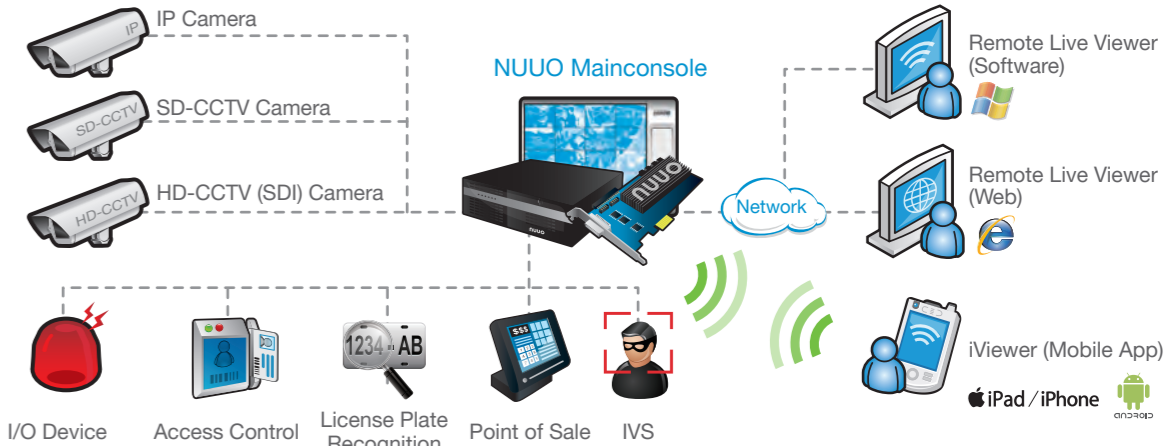 IP Camera
IP
SD-CCTV Camera
SD-CCTV
HD-CCTV (SDI) Camera
HD-CCTV
NUUO Mainconsole
nuuo
nuuo
Network
Remote Live Viewer
(Software)
Remote Live Viewer
(Web)
iViewer (Mobile App)
iPad / iPhone
android
1234 AB
$$$
I/O Device
Access Control
License Plate
Recognition
Point of Sale
IVS